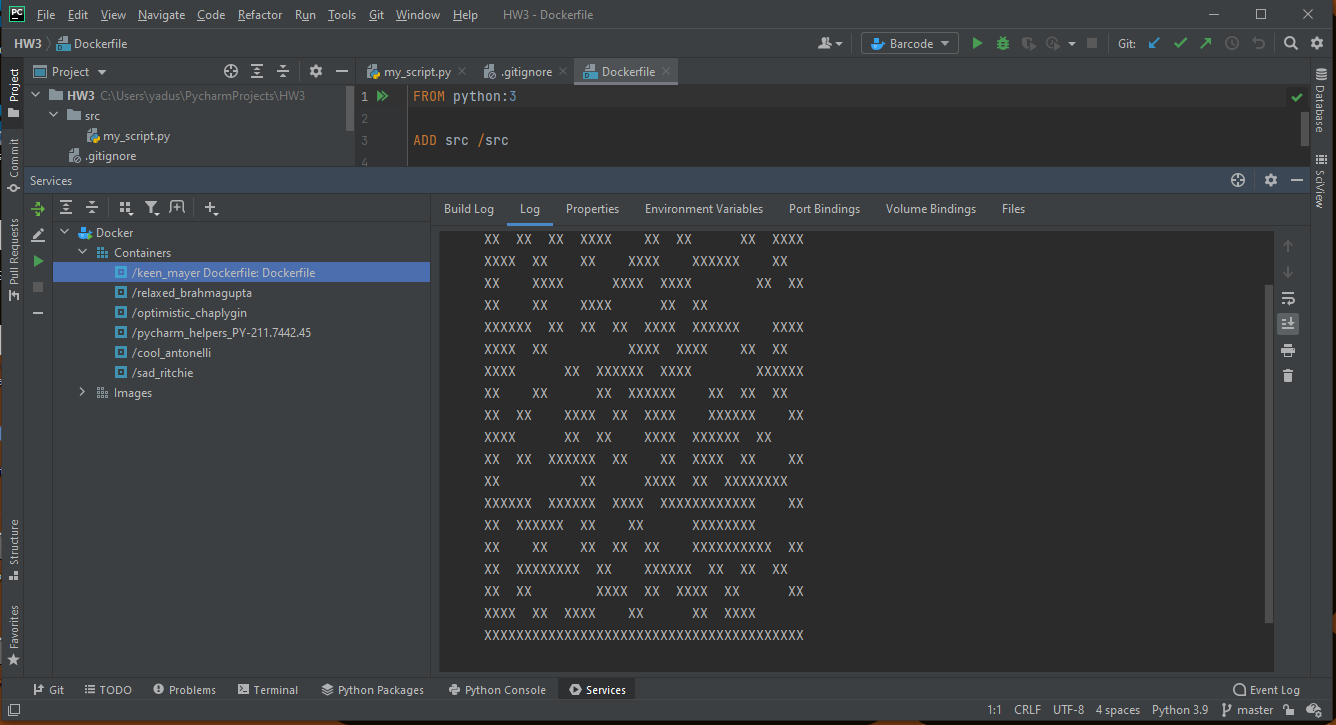 PC File Edit View Navigate Code Refactor Run Tools Git Window Help HW3 - Dockerfile
HW3 Dockerfile Barcode Git:
Project my_script.py .gitignore Dockerfile
HW3 C:\Users\yadus\PycharmProjects\HW3
src
my_script.py
.gitignore
1 FROM python:3
2
3 ADD src /src
4
Project
Commit
Pull Requests
Structure
Favorites
Database
SciView
Services
Docker
Containers
/keen_mayer Dockerfile: Dockerfile
/relaxed_brahmagupta
/optimistic_chaplygin
/pycharm_helpers_PY-211.7442.45
/cool_antonelli
/sad_ritchie
Images
Build Log Log Properties Environment Variables Port Bindings Volume Bindings Files
XX  XX  XX  XXXX    XX  XX      XX  XXXX
XXXX  XX    XX    XXXX    XXXXXX    XX
XX    XXXX    XXXX  XXXX        XX  XX
XX    XX    XXXX      XX  XX
XXXXXX  XX  XX  XX  XXXX  XXXXXX    XXXX
XXXX  XX          XXXX  XXXX    XX  XX
XXXX      XX  XXXXXX  XXXX        XXXXXX
XX    XX      XX  XXXXXX    XX  XX  XX
XX  XX    XXXX  XX  XXXX    XXXXXX    XX
XXXX      XX  XX    XXXX  XXXXXX  XX
XX  XX  XXXXXX  XX    XX  XXXX  XX    XX
XX          XX      XXXX  XX  XXXXXXXX
XXXXXX  XXXXXX  XXXX  XXXXXXXXXXXX    XX
XX  XXXXXX  XX    XX      XXXXXXXX
XX    XX    XX  XX  XX    XXXXXXXXXX  XX
XX  XXXXXXXX  XX    XXXXXX  XX  XX  XX
XX  XX        XXXX  XX  XXXX  XX      XX
XXXX  XX  XXXX    XX      XX  XXXX
XXXXXXXXXXXXXXXXXXXXXXXXXXXXXXXXXXXXXXXX
Git TODO Problems Terminal Python Packages Python Console Services Event Log
1:1 CRLF UTF-8 4 spaces Python 3.9 master